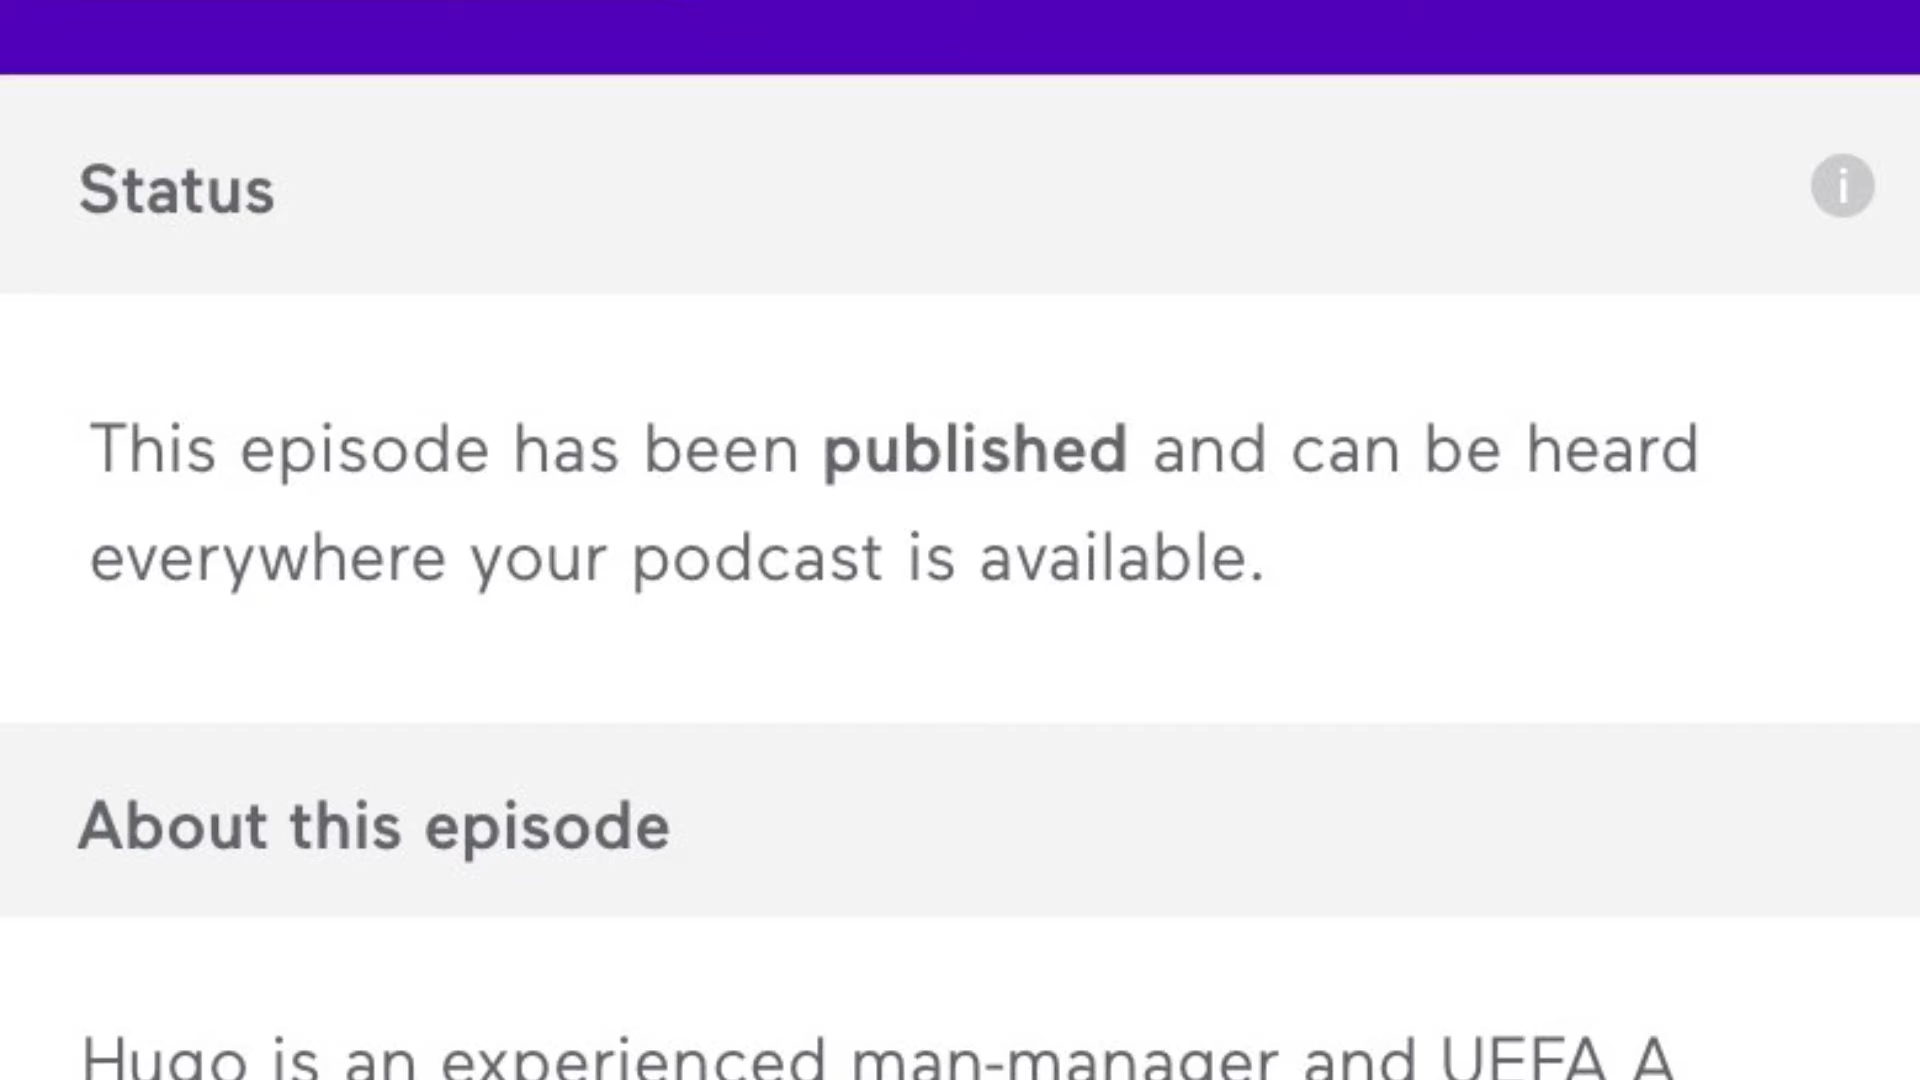 Status
i
This episode has been published and can be heard
everywhere your podcast is available.
About this episode
Hugo is an experienced man-manager and UEFA A